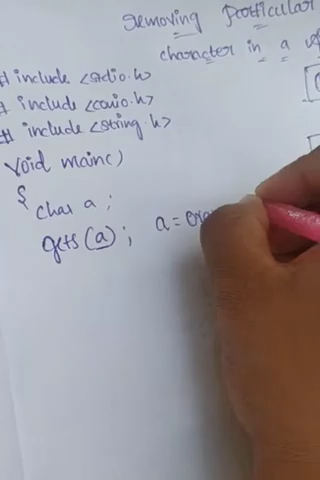 Removing Particular
character in a
# include <stdio.h>
# include <conio.h>
# include <string.h>
void main()
{
char a;
gets(a); a=